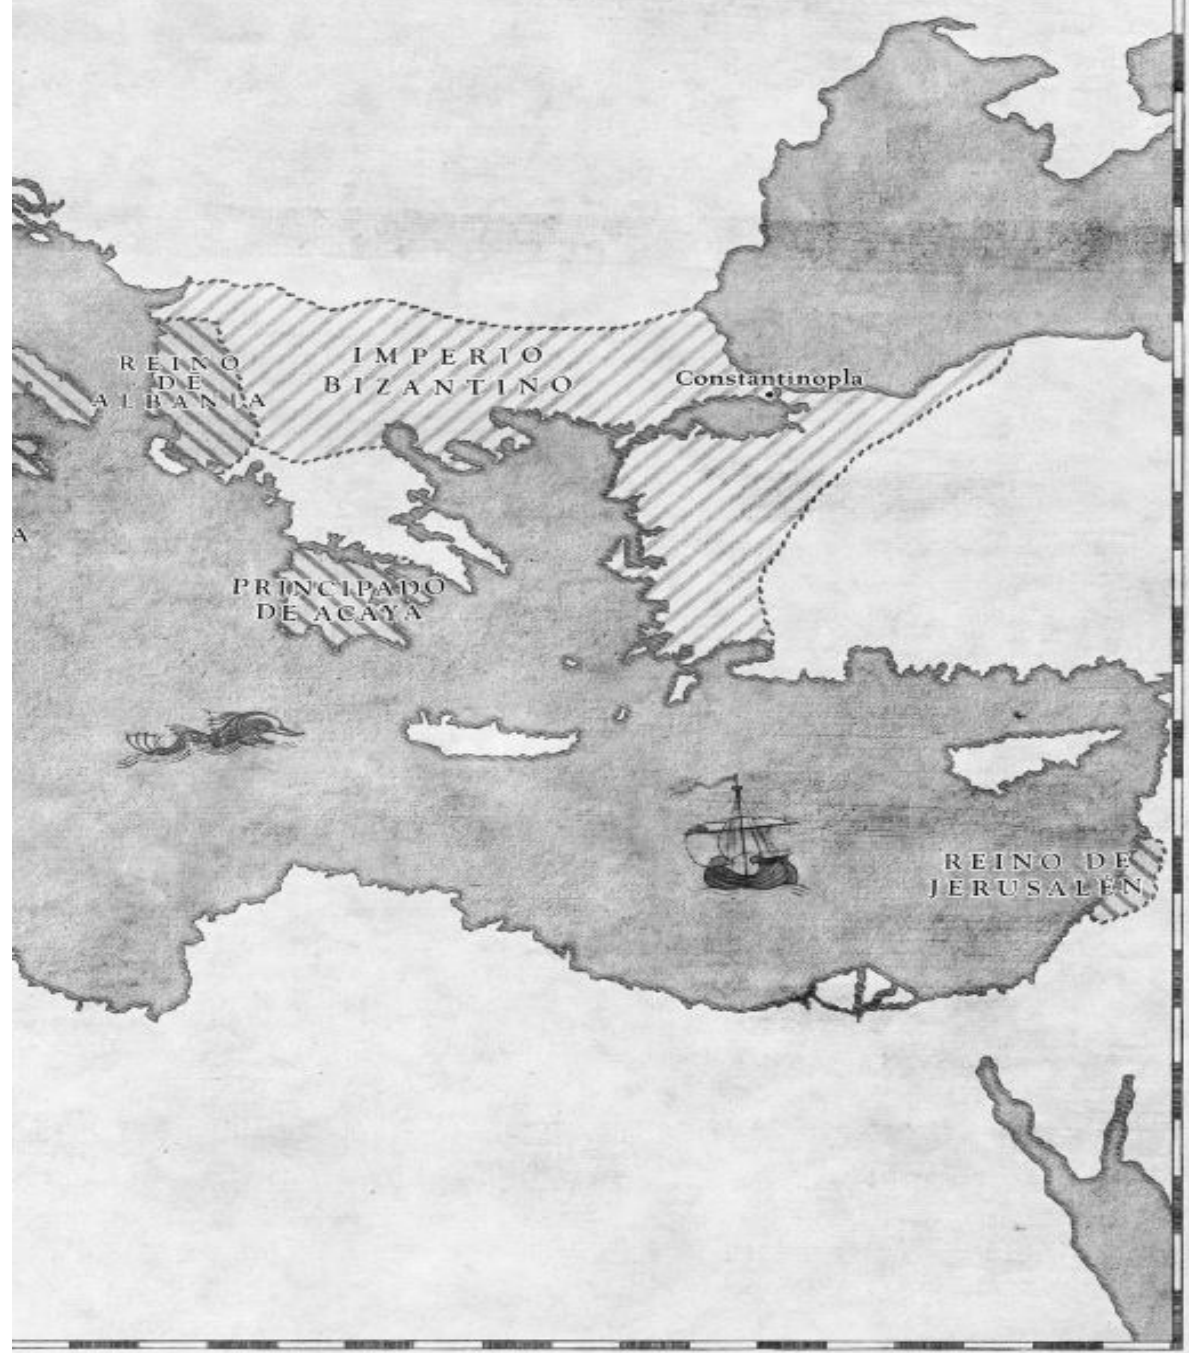 IMPERIO
BIZANTINO
Constantinopla
REINO
DE
ALBANIA
A
PRINCIPADO
DE ACAYA
REINO DE
JERUSALÉN